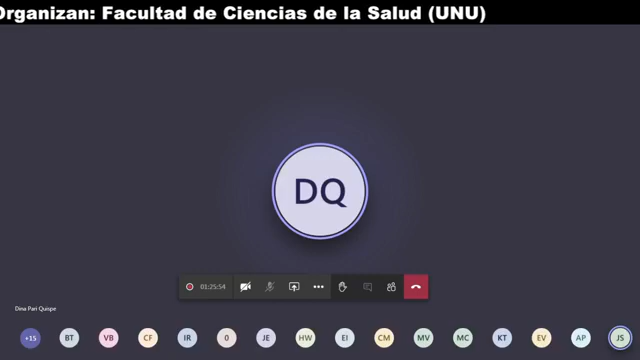 Organizan: Facultad de Ciencias de la Salud (UNU)
DQ
01:25:54
Dina Pari Quispe
+15 BT VB CF IR 0 JE HW EI CM MV MC KT EV AP JS